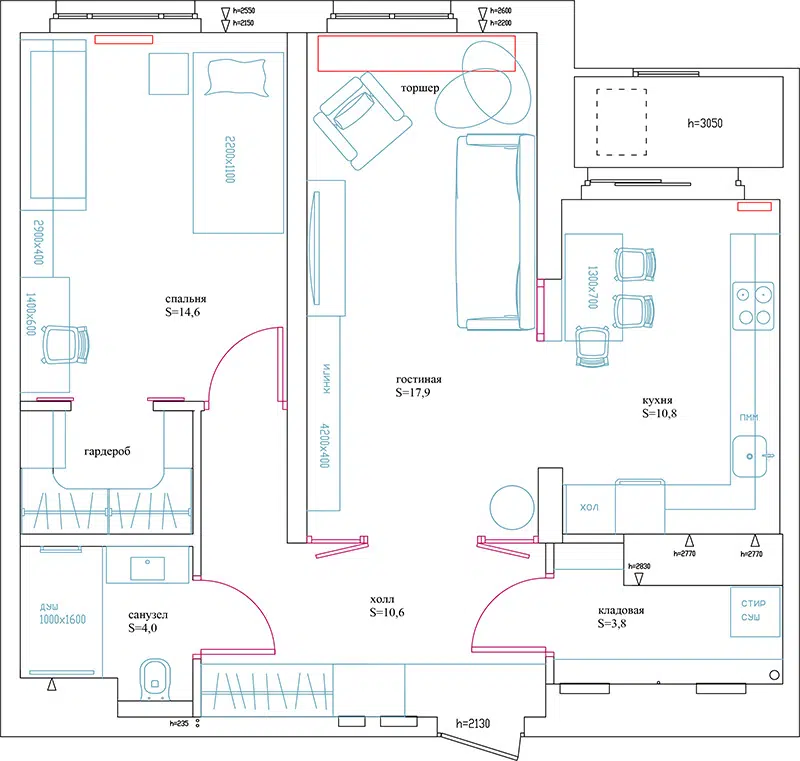 h=2550
h=2150
h=2600
h=2200
торшер
h=3050
2200x1100
2900x400
1300x700
1400x600
спальня
S=14,6
гостиная
S=17,9
КНИГИ
4200x400
кухня
S=10,8
ПММ
гардероб
ХОЛ
h=2770
h=2770
h=2830
ДУШ
1000x1600
санузел
S=4,0
холл
S=10,6
кладовая
S=3,8
СТИР
СУШ
h=235
h=2130